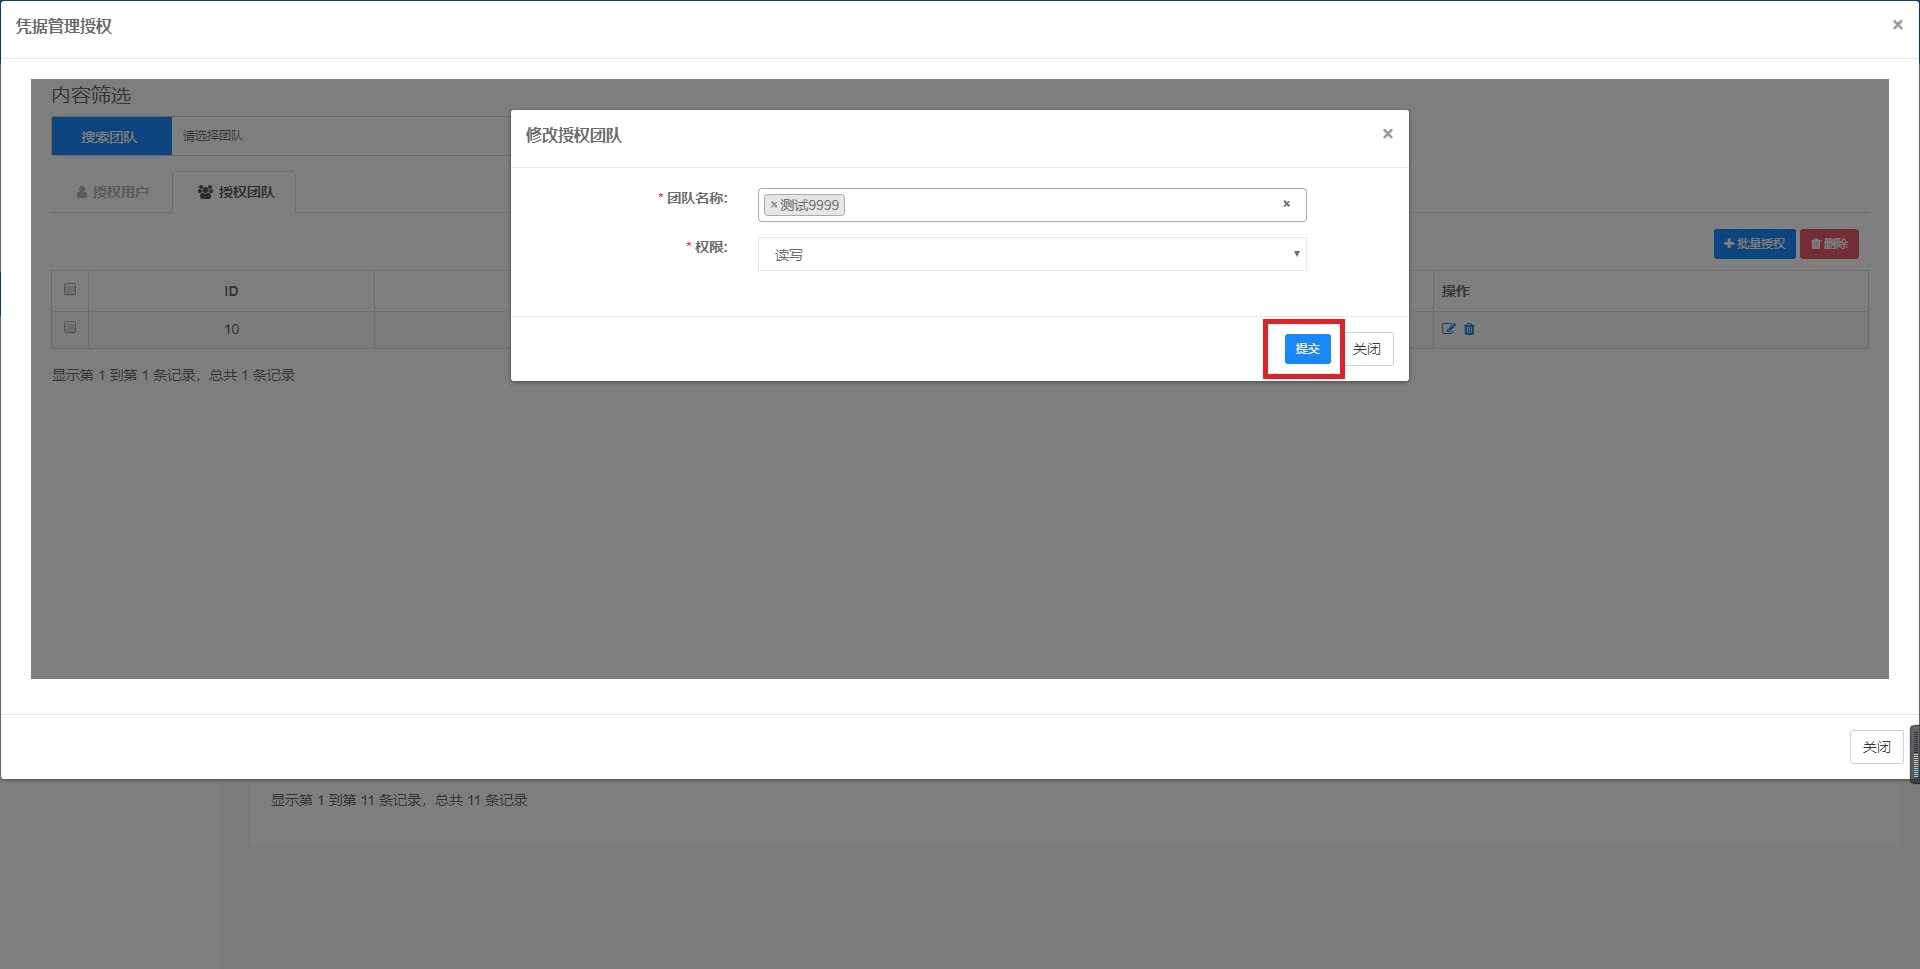 凭据管理授权
×
内容筛选
搜索团队 请选择团队
授权用户 授权团队
批量授权 删除
ID 操作
10
显示第 1 到第 1 条记录，总共 1 条记录
修改授权团队
×
* 团队名称: ×测试9999 ×
* 权限: 读写
提交 关闭
关闭
显示第 1 到第 11 条记录，总共 11 条记录